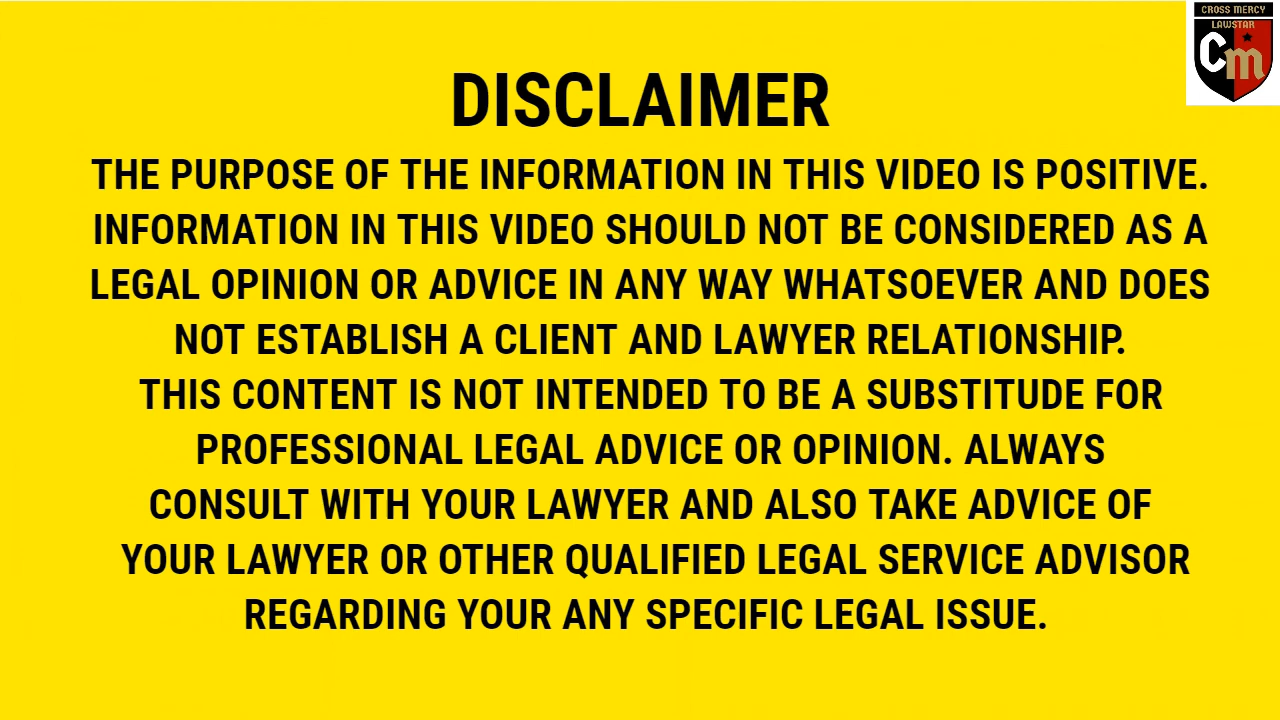 CROSS MERCY
LAWSTAR
Cm
DISCLAIMER
THE PURPOSE OF THE INFORMATION IN THIS VIDEO IS POSITIVE.
INFORMATION IN THIS VIDEO SHOULD NOT BE CONSIDERED AS A
LEGAL OPINION OR ADVICE IN ANY WAY WHATSOEVER AND DOES
NOT ESTABLISH A CLIENT AND LAWYER RELATIONSHIP.
THIS CONTENT IS NOT INTENDED TO BE A SUBSTITUDE FOR
PROFESSIONAL LEGAL ADVICE OR OPINION. ALWAYS
CONSULT WITH YOUR LAWYER AND ALSO TAKE ADVICE OF
YOUR LAWYER OR OTHER QUALIFIED LEGAL SERVICE ADVISOR
REGARDING YOUR ANY SPECIFIC LEGAL ISSUE.